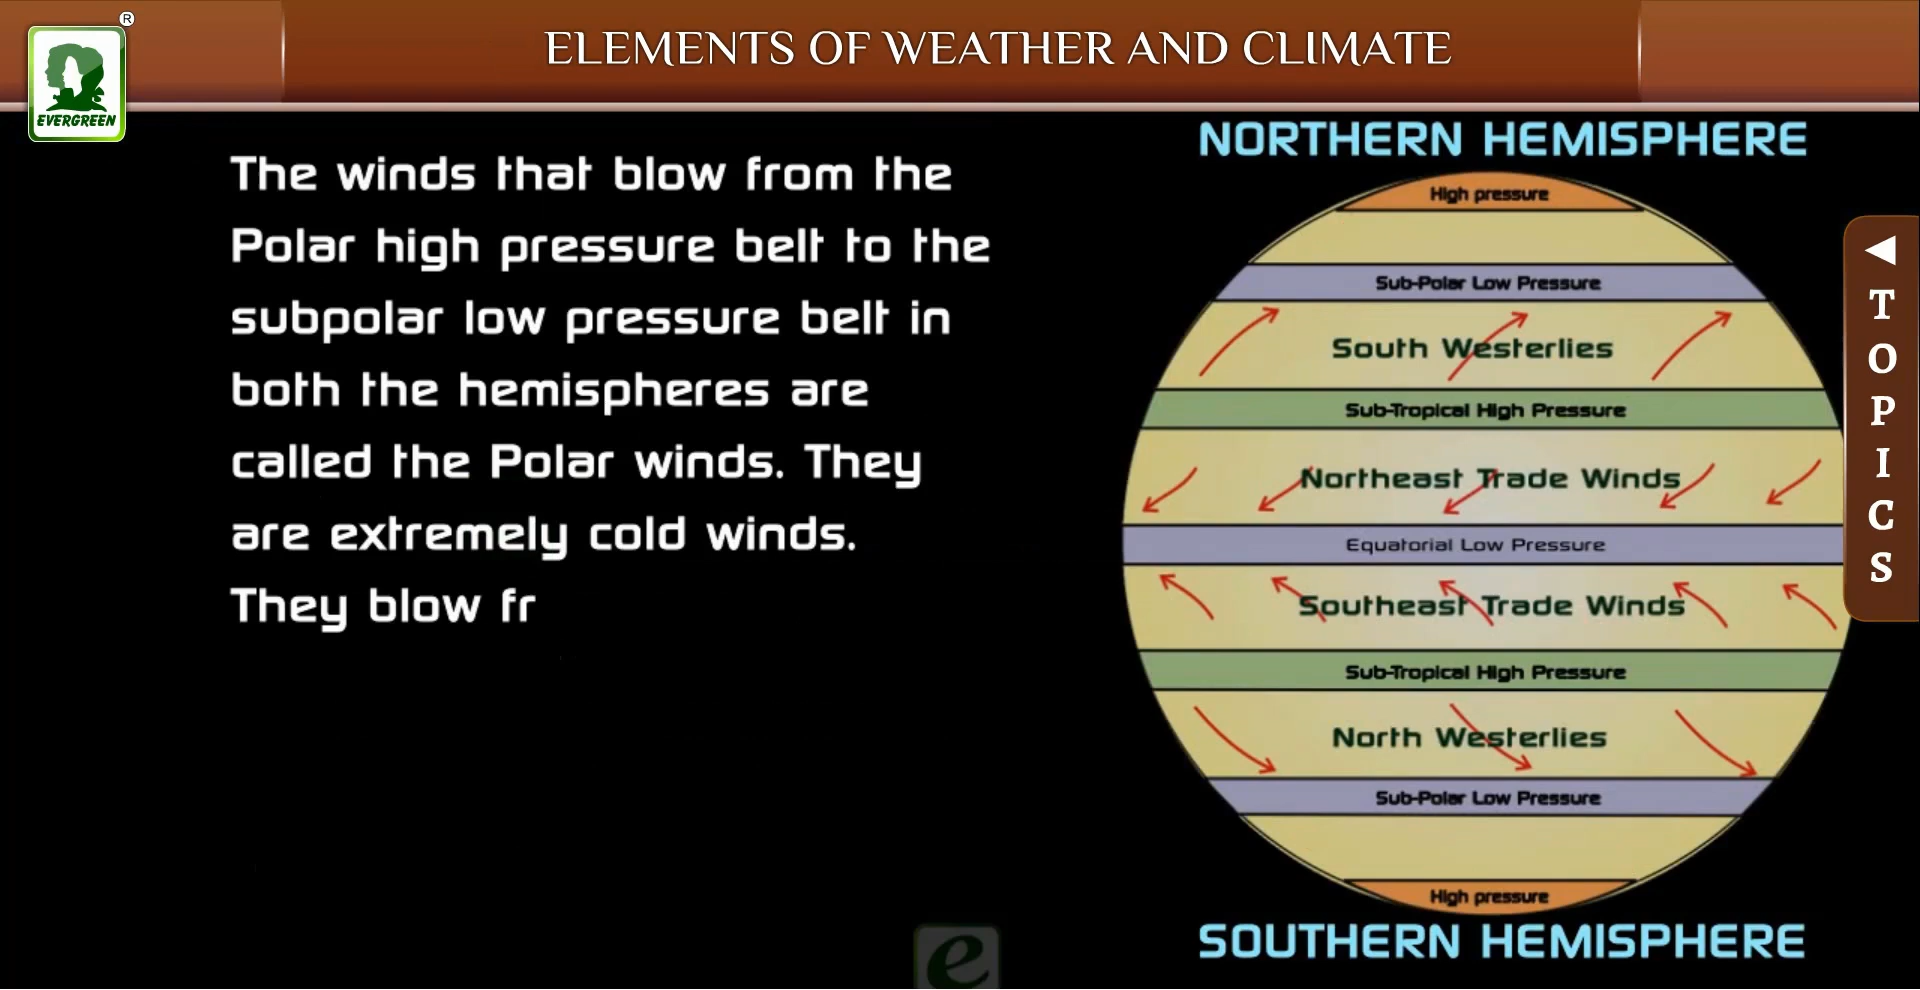 ®
EVERGREEN
ELEMENTS OF WEATHER AND CLIMATE
The winds that blow from the
Polar high pressure belt to the
subpolar low pressure belt in
both the hemispheres are
called the Polar winds. They
are extremely cold winds.
They blow fr
NORTHERN HEMISPHERE
High pressure
Sub-Polar Low Pressure
South Westerlies
Sub-Tropical High Pressure
Northeast Trade Winds
Equatorial Low Pressure
Southeast Trade Winds
Sub-Tropical High Pressure
North Westerlies
Sub-Polar Low Pressure
High pressure
SOUTHERN HEMISPHERE
TOPICS
e